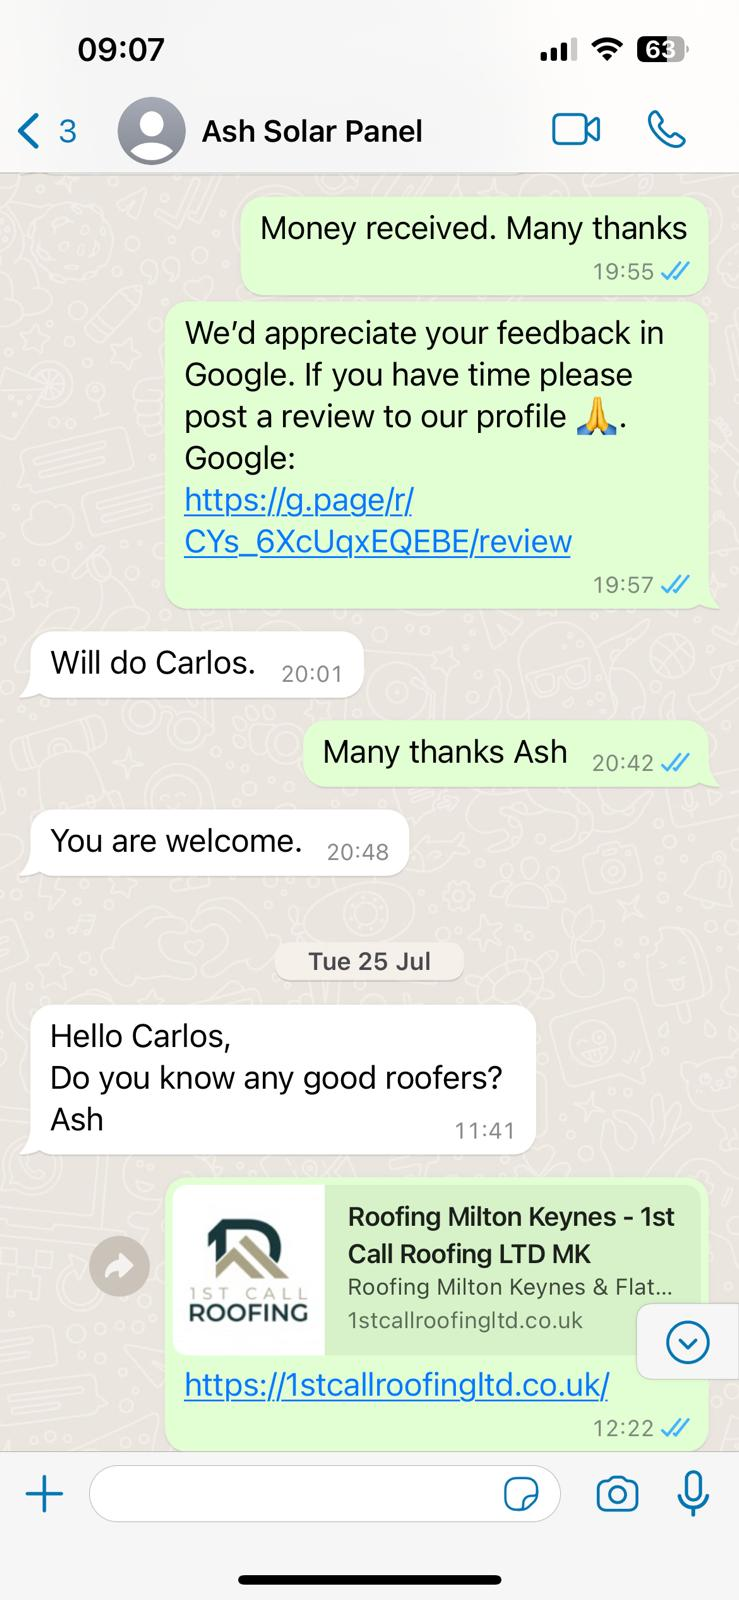 09:07
63
3
Ash Solar Panel
Money received. Many thanks
19:55
We’d appreciate your feedback in
Google. If you have time please
post a review to our profile 🙏.
Google:
https://g.page/r/
CYs_6XcUqxEQEBE/review
19:57
Will do Carlos. 20:01
Many thanks Ash 20:42
You are welcome. 20:48
Tue 25 Jul
Hello Carlos,
Do you know any good roofers?
Ash
11:41
1ST CALL
ROOFING
Roofing Milton Keynes - 1st
Call Roofing LTD MK
Roofing Milton Keynes & Flat...
1stcallroofingltd.co.uk
https://1stcallroofingltd.co.uk/
12:22